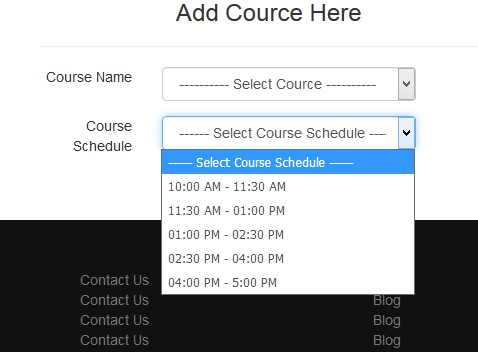 Add Cource Here
Course Name
---------- Select Cource ----------
Course
Schedule
------ Select Course Schedule ----
------ Select Course Schedule ------
10:00 AM - 11:30 AM
11:30 AM - 01:00 PM
01:00 PM - 02:30 PM
02:30 PM - 04:00 PM
04:00 PM - 5:00 PM
Contact Us
Contact Us Blog
Contact Us Blog
Contact Us Blog